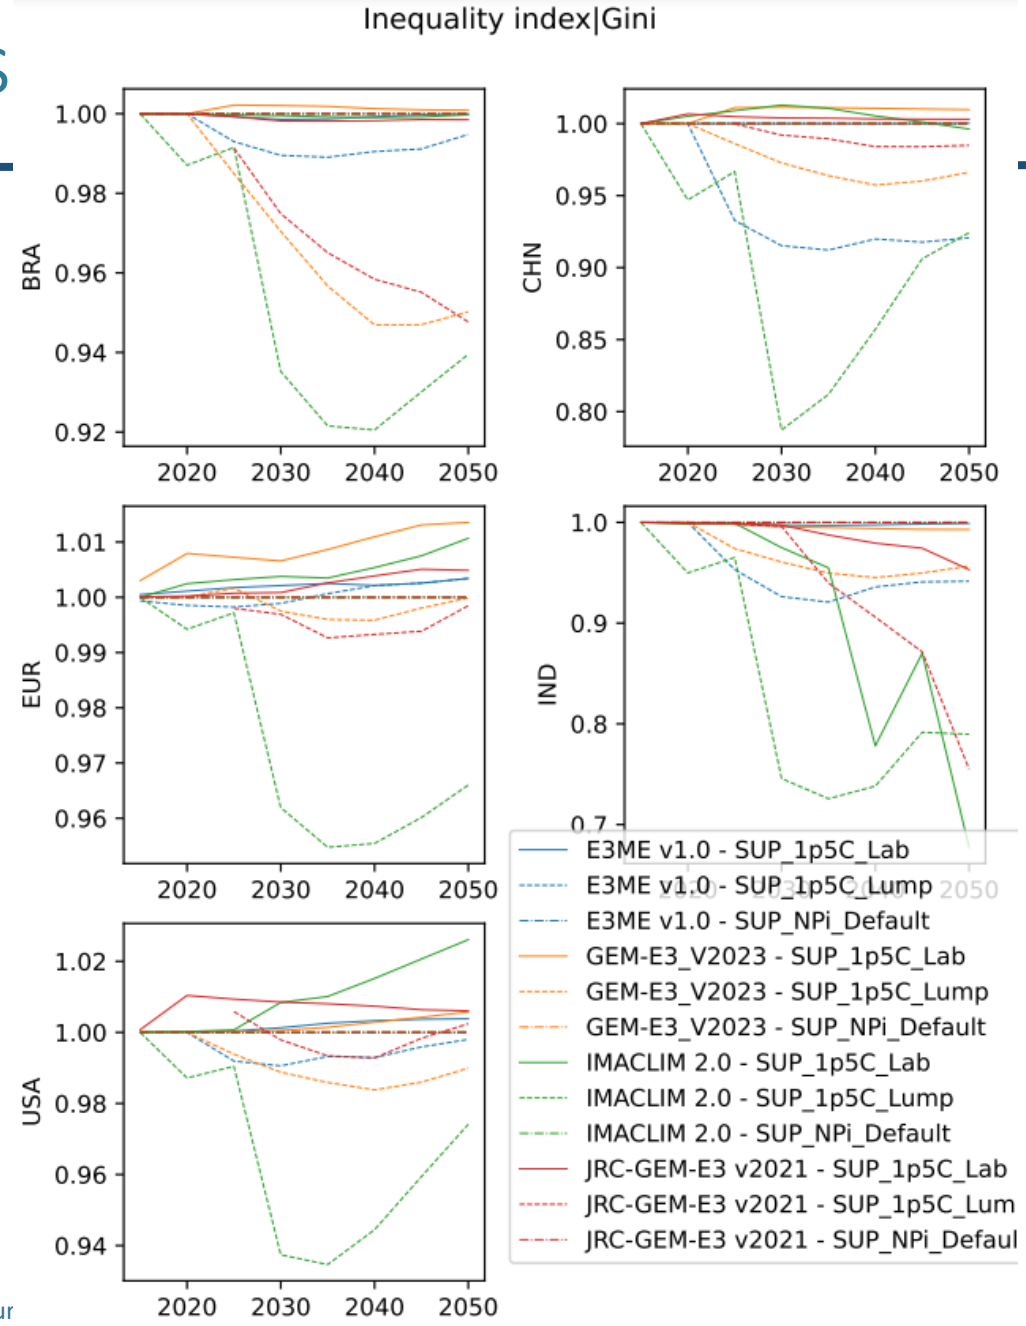 Inequality index|Gini
s
BRA
1.00
0.98
0.96
0.94
0.92
2020 2030 2040 2050
CHN
1.00
0.95
0.90
0.85
0.80
2020 2030 2040 2050
EUR
1.01
1.00
0.99
0.98
0.97
0.96
2020 2030 2040 2050
IND
1.0
0.9
0.8
0.7
2020 2030 2040 2050
E3ME v1.0 - SUP_1p5C_Lab
E3ME v1.0 - SUP_1p5C_Lump
E3ME v1.0 - SUP_NPi_Default
GEM-E3_V2023 - SUP_1p5C_Lab
GEM-E3_V2023 - SUP_1p5C_Lump
GEM-E3_V2023 - SUP_NPi_Default
IMACLIM 2.0 - SUP_1p5C_Lab
IMACLIM 2.0 - SUP_1p5C_Lump
IMACLIM 2.0 - SUP_NPi_Default
JRC-GEM-E3 v2021 - SUP_1p5C_Lab
JRC-GEM-E3 v2021 - SUP_1p5C_Lum
JRC-GEM-E3 v2021 - SUP_NPi_Defaul
USA
1.02
1.00
0.98
0.96
0.94
2020 2030 2040 2050
ur